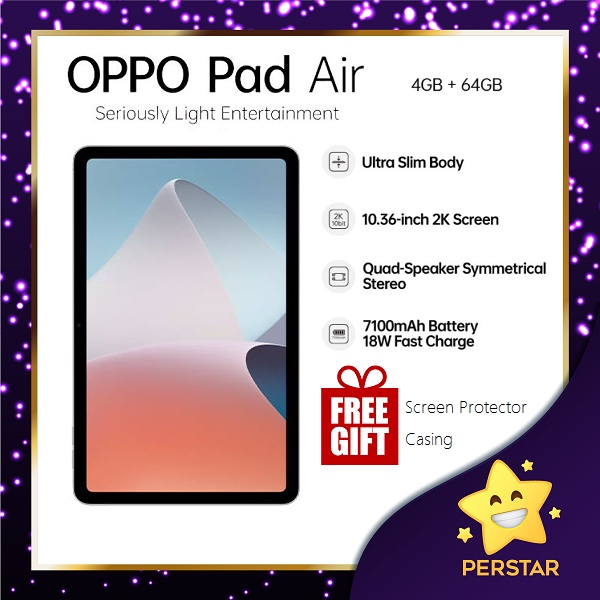 OPPO Pad Air
4GB + 64GB
Seriously Light Entertainment
Ultra Slim Body
2K
10bit
10.36-inch 2K Screen
Quad-Speaker Symmetrical
Stereo
7100mAh Battery
18W Fast Charge
FREE
GIFT
Screen Protector
Casing
PERSTAR